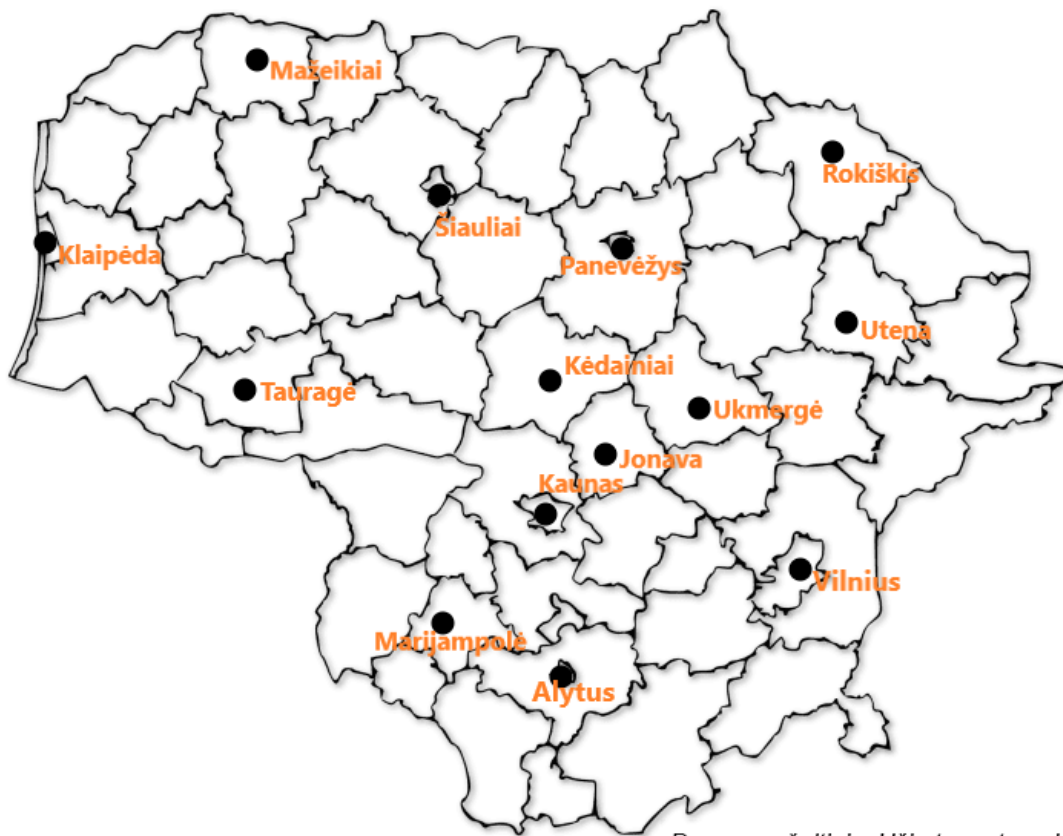 Mažeikiai
Rokiškis
Šiauliai
Klaipėda
Panevėžys
Utena
Kėdainiai
Tauragė
Ukmergė
Jonava
Kaunas
Vilnius
Marijampolė
Alytus